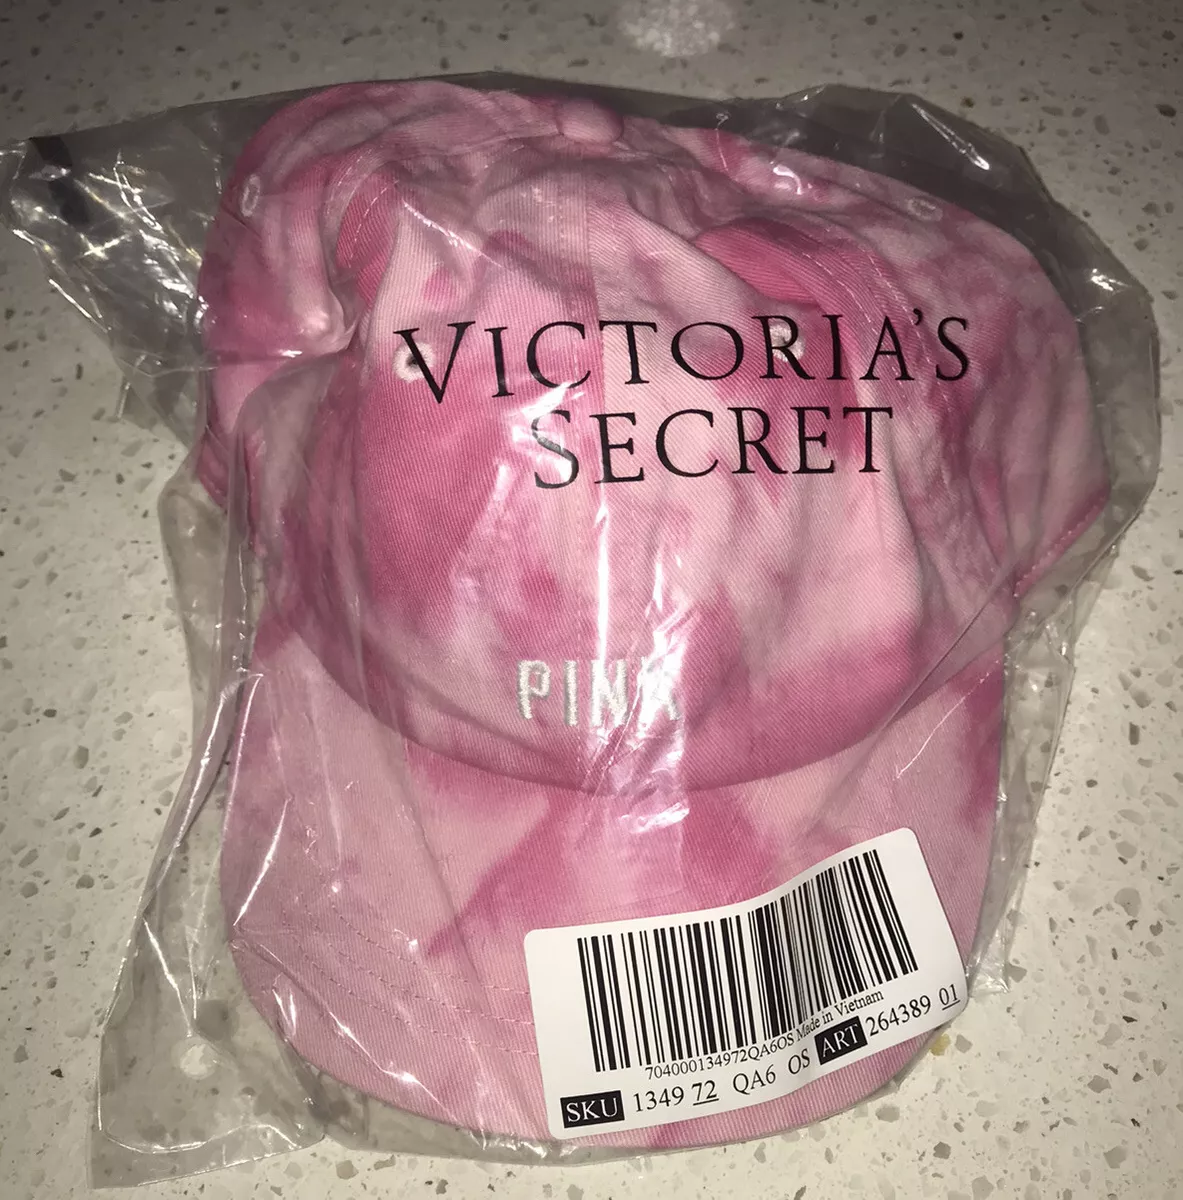 VICTORIA'S
SECRET
PINK
704000134972QA6OS Made in Vietnam
SKU 1349 72 QA6 OS ART 264389 01